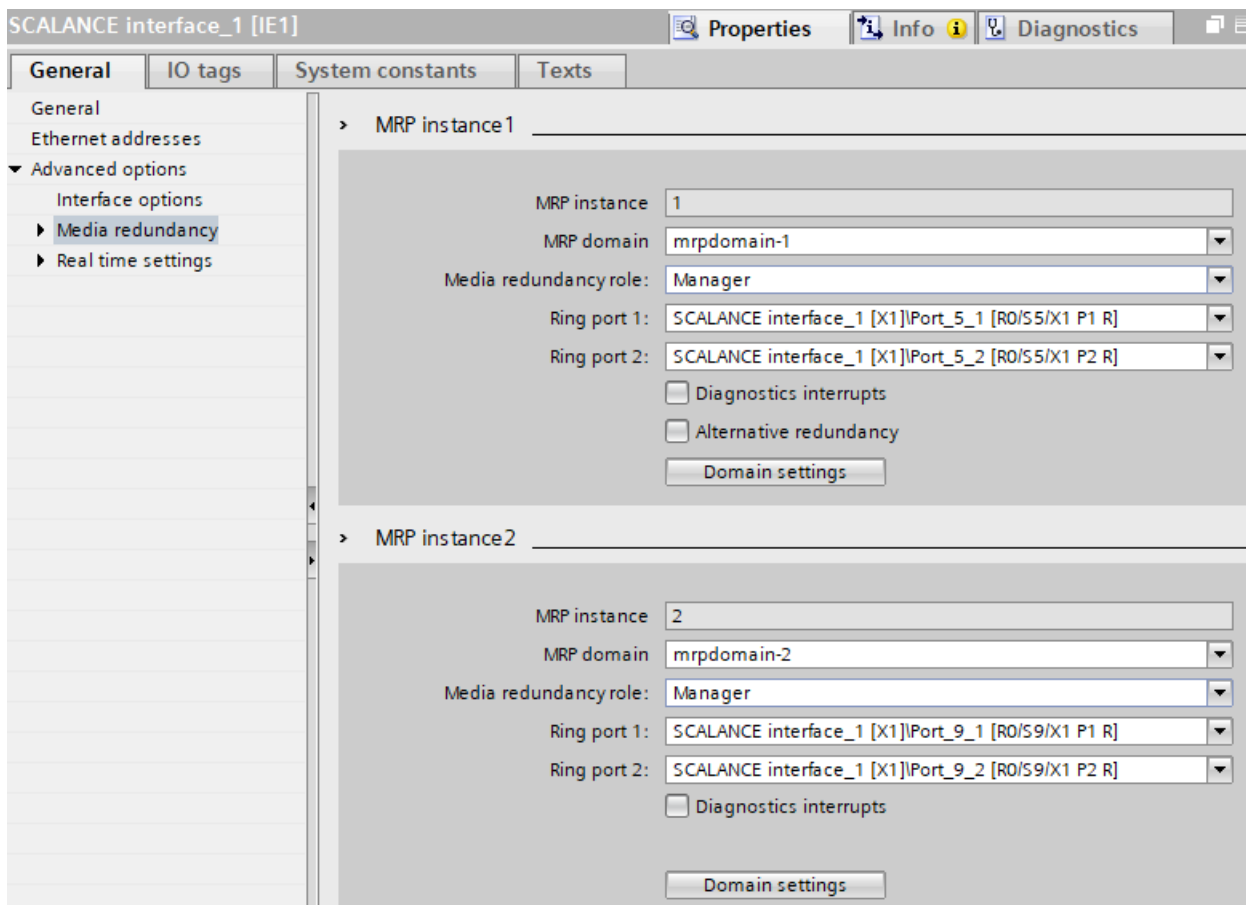 SCALANCE interface_1 [IE1]
Properties
Info
Diagnostics
General
IO tags
System constants
Texts
General
Ethernet addresses
Advanced options
Interface options
Media redundancy
Real time settings
MRP instance1
MRP instance 1
MRP domain mrpdomain-1
Media redundancy role: Manager
Ring port 1: SCALANCE interface_1 [X1]\Port_5_1 [R0/S5/X1 P1 R]
Ring port 2: SCALANCE interface_1 [X1]\Port_5_2 [R0/S5/X1 P2 R]
Diagnostics interrupts
Alternative redundancy
Domain settings
MRP instance2
MRP instance 2
MRP domain mrpdomain-2
Media redundancy role: Manager
Ring port 1: SCALANCE interface_1 [X1]\Port_9_1 [R0/S9/X1 P1 R]
Ring port 2: SCALANCE interface_1 [X1]\Port_9_2 [R0/S9/X1 P2 R]
Diagnostics interrupts
Domain settings